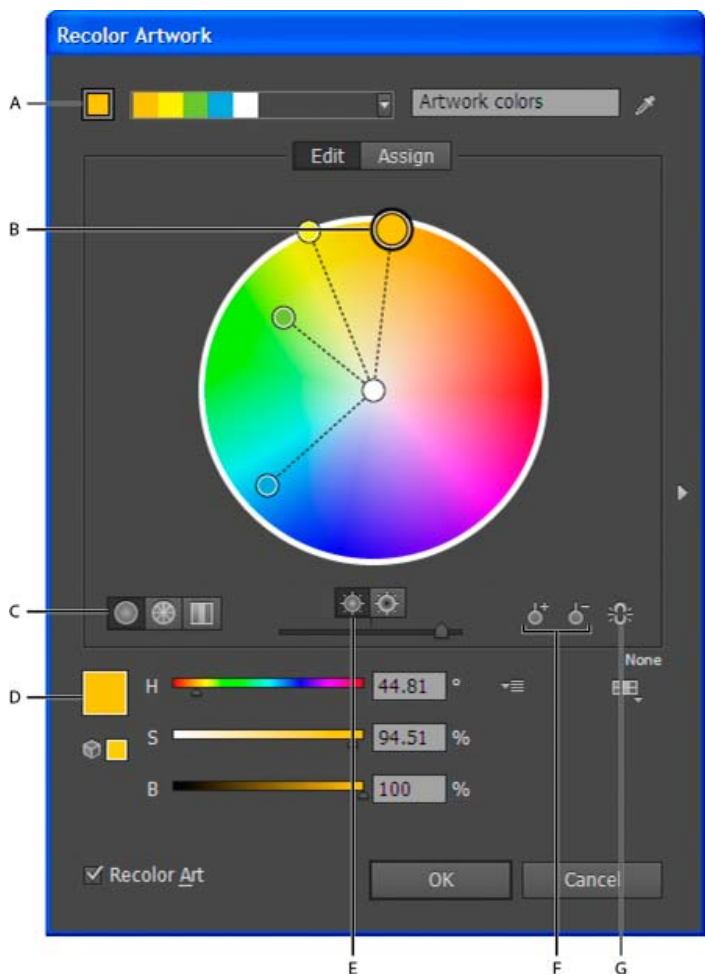 Recolor Artwork
A
Artwork colors
Edit Assign
B
C
None
D
H 44.81 °
S 94.51 %
B 100 %
Recolor Art
OK
Cancel
E F G